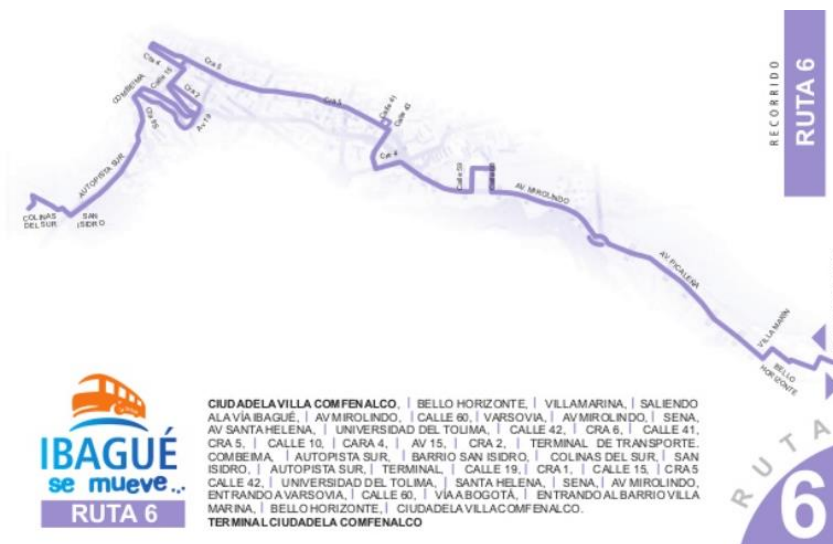 RECORRIDO
RUTA 6
Cra 4
Calle 15
Cra 5
Cra 2
COMBEIMA
Av 19
AUTOPISTA SUR
COLINAS
DEL SUR
SAN
ISIDRO
Cra 5
Calle 41
Calle 42
Cra 4
AV MIROLINDO
AV PICALEÑA
VILLA MARIN
BELLO
HORIZONTE
IBAGUÉ
se mueve...
RUTA 6
CIUDADELA VILLA COMFENALCO, | BELLO HORIZONTE, | VILLAMARINA, | SALIENDO
A LA VÍA IBAGUÉ, | AV MIROLINDO, | CALLE 60, | VARSOVIA, | AV MIROLINDO, | SENA,
AV SANTA HELENA, | UNIVERSIDAD DEL TOLIMA, | CALLE 42, | CRA 6, | CALLE 41,
CRA 5, | CALLE 10, | CARA 4, | AV 15, | CRA 2, | TERMINAL DE TRANSPORTE.
COMBEIMA, | AUTOPISTA SUR, | BARRIO SAN ISIDRO, | COLINAS DEL SUR, | SAN
ISIDRO, | AUTOPISTA SUR, | TERMINAL, | CALLE 19, | CRA 1, | CALLE 15, | CRA 5
CALLE 42, | UNIVERSIDAD DEL TOLIMA, | SANTA HELENA, | SENA, | AV MIROLINDO,
ENTRANDO A VARSOVIA, | CALLE 60, | VÍA A BOGOTÁ, | ENTRANDO AL BARRIO VILLA
MARINA, | BELLO HORIZONTE, | CIUDADELA VILLA COMFENALCO.
TERMINAL CIUDADELA COMFENALCO
RUTA
6